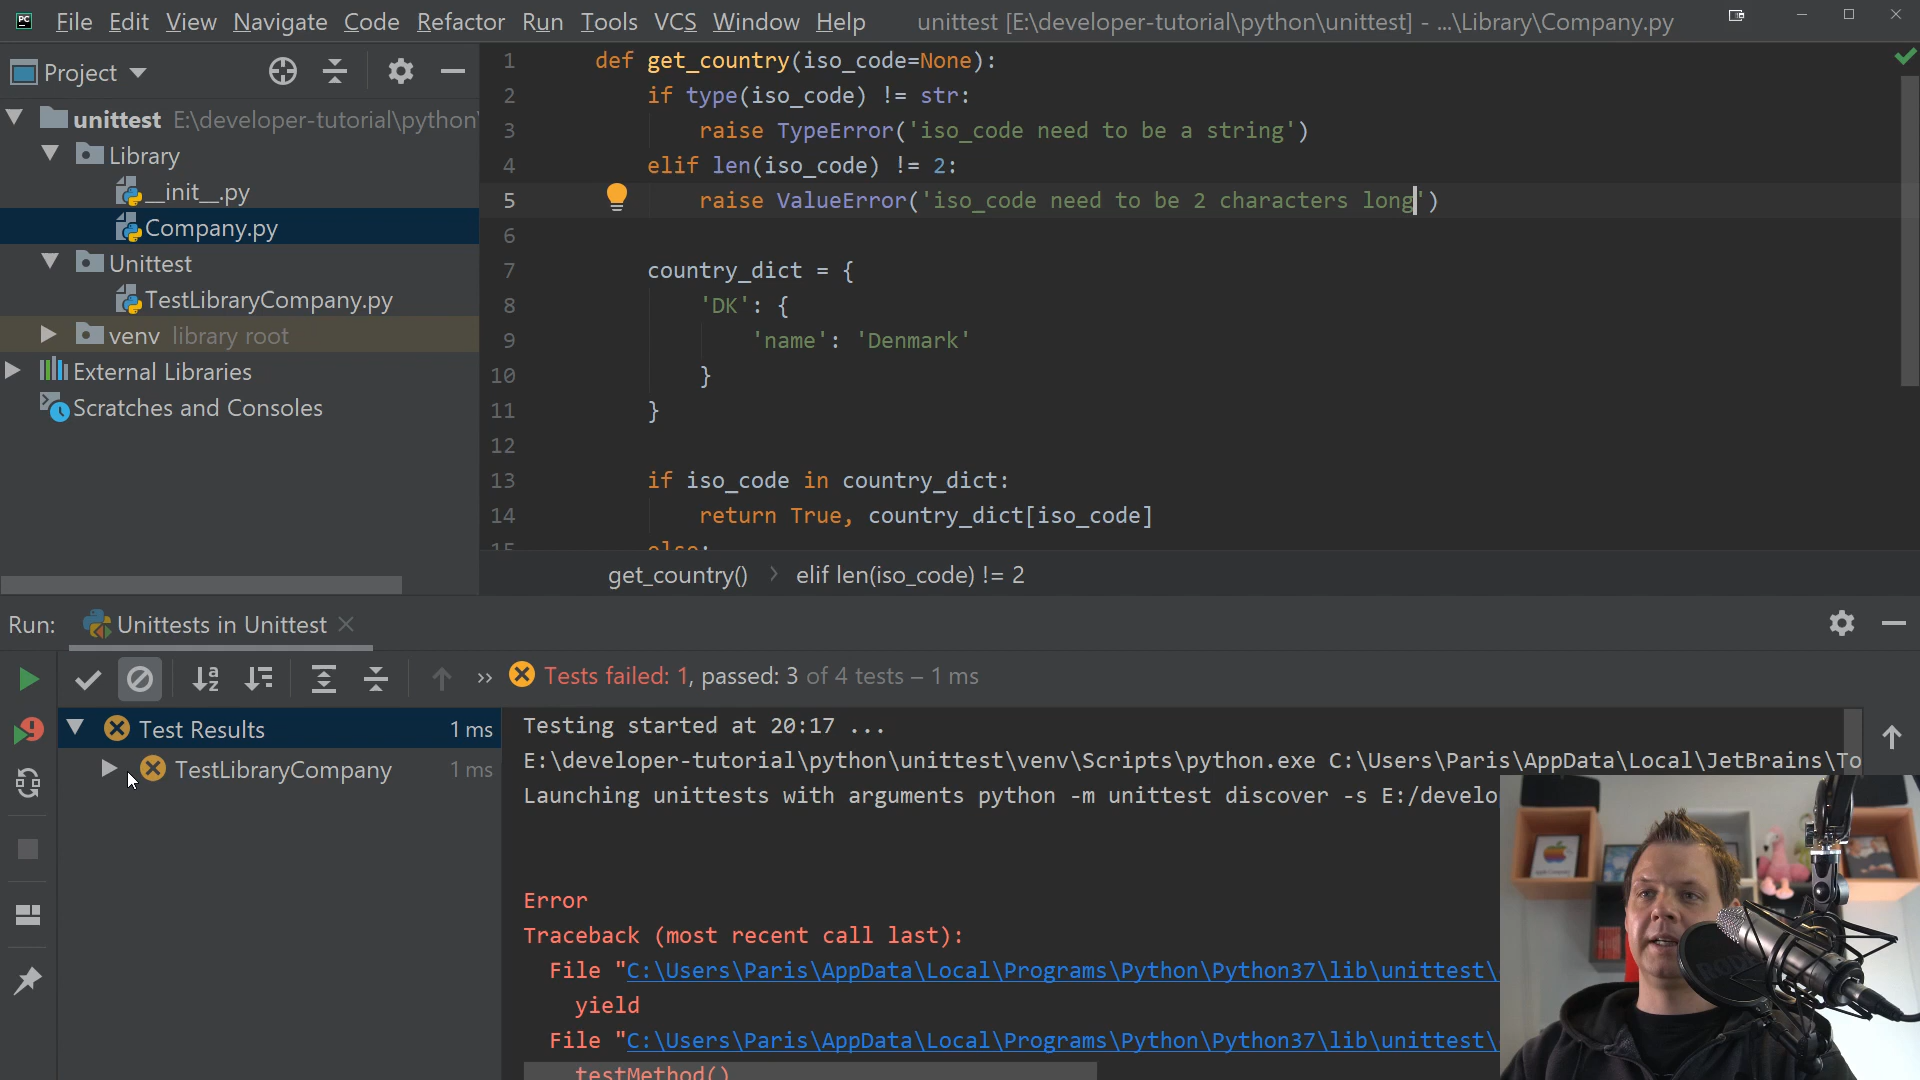 PC File Edit View Navigate Code Refactor Run Tools VCS Window Help unittest [E:\developer-tutorial\python\unittest] - ...\Library\Company.py
Project
unittest E:\developer-tutorial\python\
Library
__init__.py
Company.py
Unittest
TestLibraryCompany.py
venv library root
External Libraries
Scratches and Consoles
1 def get_country(iso_code=None):
2 if type(iso_code) != str:
3 raise TypeError('iso_code need to be a string')
4 elif len(iso_code) != 2:
5 raise ValueError('iso_code need to be 2 characters long')
6
7 country_dict = {
8 'DK': {
9 'name': 'Denmark'
10 }
11 }
12
13 if iso_code in country_dict:
14 return True, country_dict[iso_code]
15 else:
get_country() › elif len(iso_code) != 2
Run: Unittests in Unittest
Tests failed: 1, passed: 3 of 4 tests – 1 ms
Test Results 1 ms
TestLibraryCompany 1 ms
Testing started at 20:17 ...
E:\developer-tutorial\python\unittest\venv\Scripts\python.exe C:\Users\Paris\AppData\Local\JetBrains\To
Launching unittests with arguments python -m unittest discover -s E:/develo
Error
Traceback (most recent call last):
File "C:\Users\Paris\AppData\Local\Programs\Python\Python37\lib\unittest\
yield
File "C:\Users\Paris\AppData\Local\Programs\Python\Python37\lib\unittest\
testMethod()